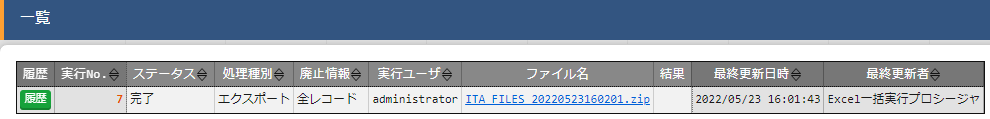 一覧
履歴 実行No. ステータス 処理種別 廃止情報 実行ユーザ ファイル名 結果 最終更新日時 最終更新者
履歴 7 完了 エクスポート 全レコード administrator ITA_FILES_20220523160201.zip 2022/05/23 16:01:43 Excel一括実行プロシージャ